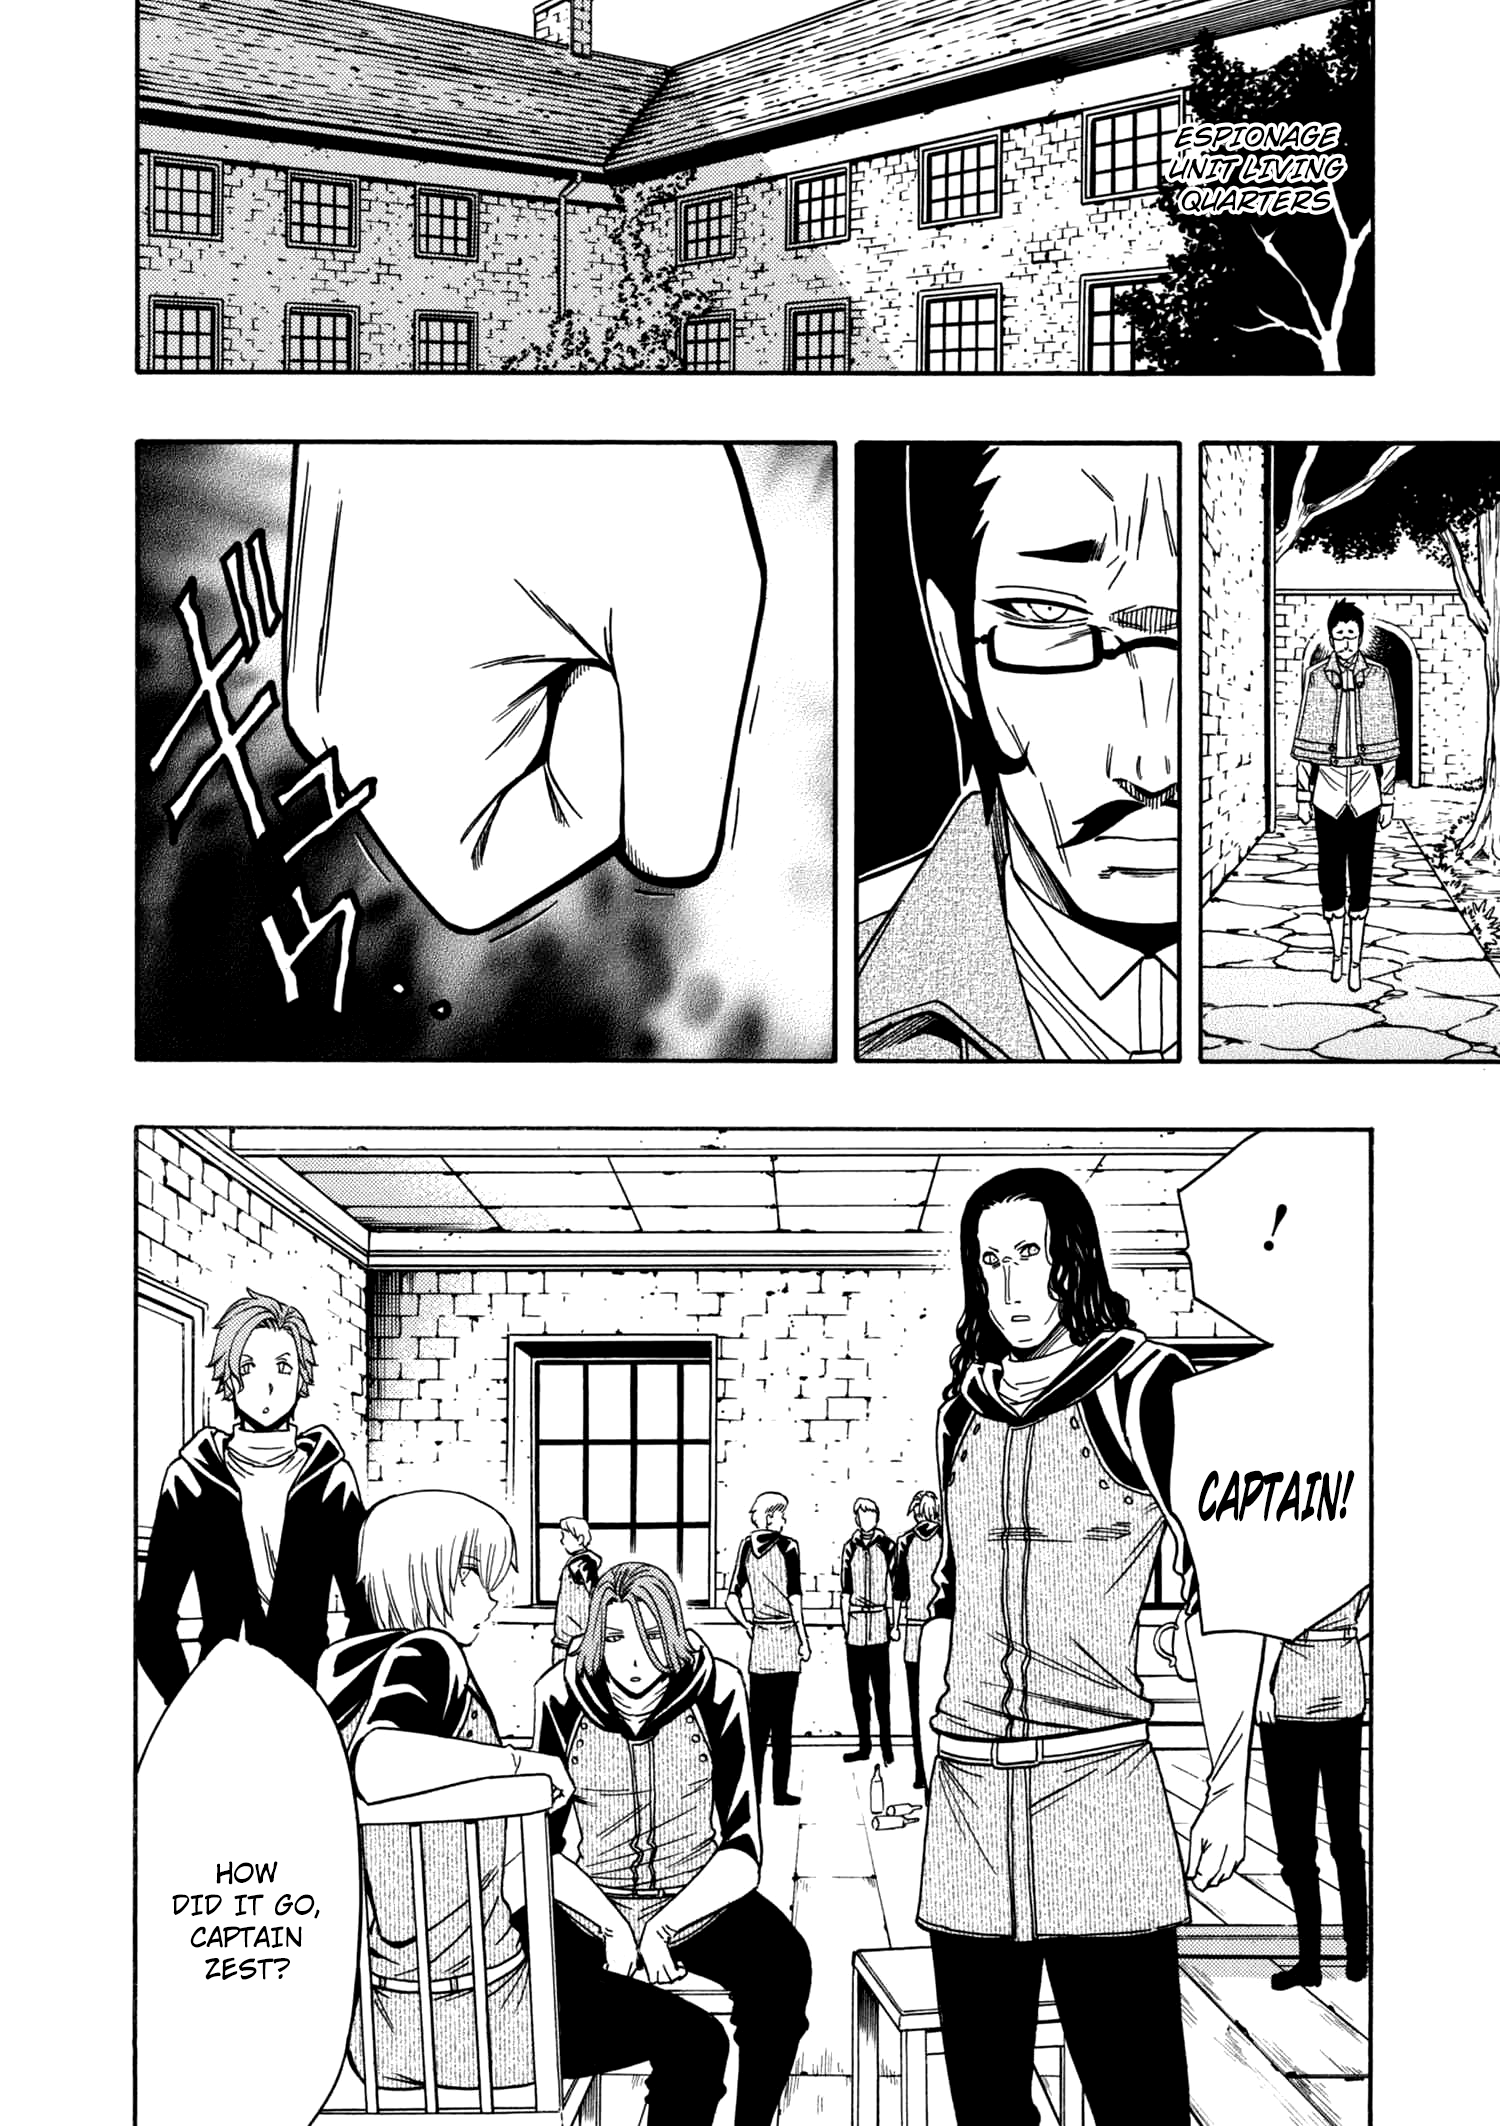 ESPIONAGE
UNIT LIVING
QUARTERS
ギュッ
!
CAPTAIN!
HOW
DID IT GO,
CAPTAIN
ZEST?